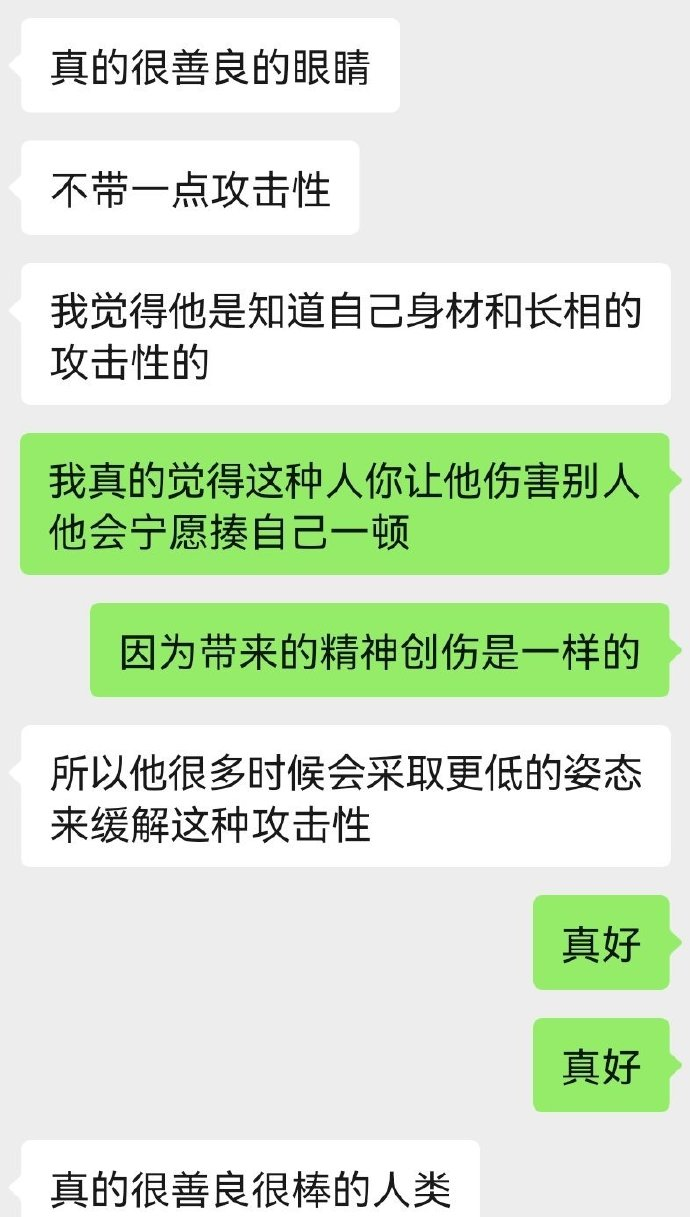 真的很善良的眼睛
不带一点攻击性
我觉得他是知道自己身材和长相的
攻击性的
我真的觉得这种人你让他伤害别人
他会宁愿揍自己一顿
因为带来的精神创伤是一样的
所以他很多时候会采取更低的姿态
来缓解这种攻击性
真好
真好
真的很善良很棒的人类